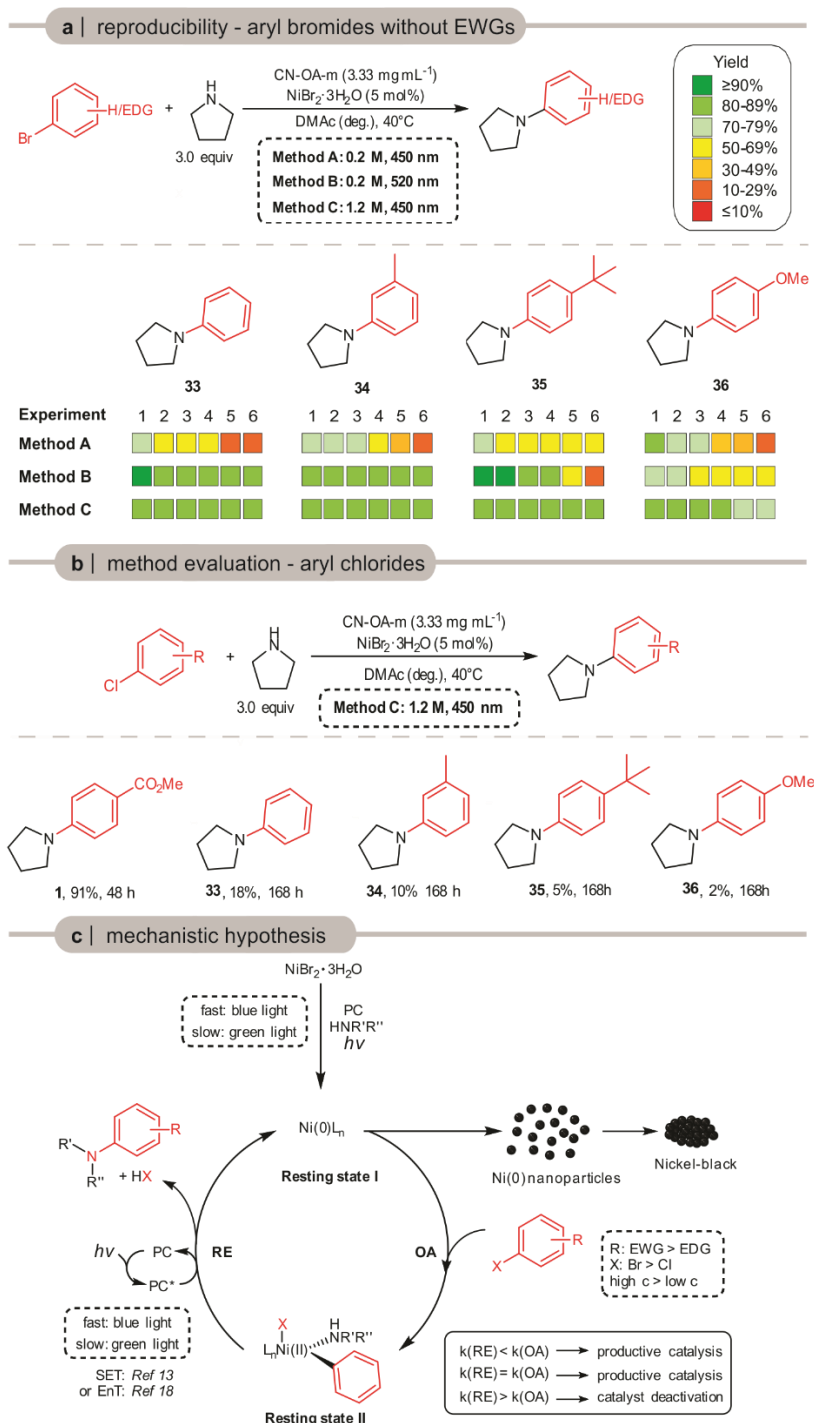 a | reproducibility - aryl bromides without EWGs
CN-OA-m (3.33 mg mL⁻¹)
NiBr₂·3H₂O (5 mol%)
DMAc (deg.), 40°C
Br
H/EDG
+
H
N
3.0 equiv
Method A: 0.2 M, 450 nm
Method B: 0.2 M, 520 nm
Method C: 1.2 M, 450 nm
N
H/EDG
Yield
≥90%
80-89%
70-79%
50-69%
30-49%
10-29%
≤10%
N
N
N
N
OMe
33 34 35 36
Experiment 1 2 3 4 5 6 1 2 3 4 5 6 1 2 3 4 5 6 1 2 3 4 5 6
Method A
Method B
Method C
b | method evaluation - aryl chlorides
CN-OA-m (3.33 mg mL⁻¹)
NiBr₂·3H₂O (5 mol%)
DMAc (deg.), 40°C
Cl
R
+
H
N
3.0 equiv
Method C: 1.2 M, 450 nm
N
R
N
CO₂Me
N
N
N
N
OMe
1, 91%, 48 h
33, 18%, 168 h
34, 10% 168 h
35, 5%, 168h
36, 2%, 168h
c | mechanistic hypothesis
NiBr₂·3H₂O
fast: blue light
slow: green light
PC
HNR'R''
hν
Ni(0)Lₙ
Resting state I
Ni(0) nanoparticles
Nickel-black
R'
N
R''
R
+ HX
hν
PC
PC*
RE
OA
X
R
R: EWG > EDG
X: Br > Cl
high c > low c
fast: blue light
slow: green light
SET: Ref 13
or EnT: Ref 18
X
H
LₙNi(II)
NR'R''
Resting state II
k(RE) < k(OA) → productive catalysis
k(RE) = k(OA) → productive catalysis
k(RE) > k(OA) → catalyst deactivation